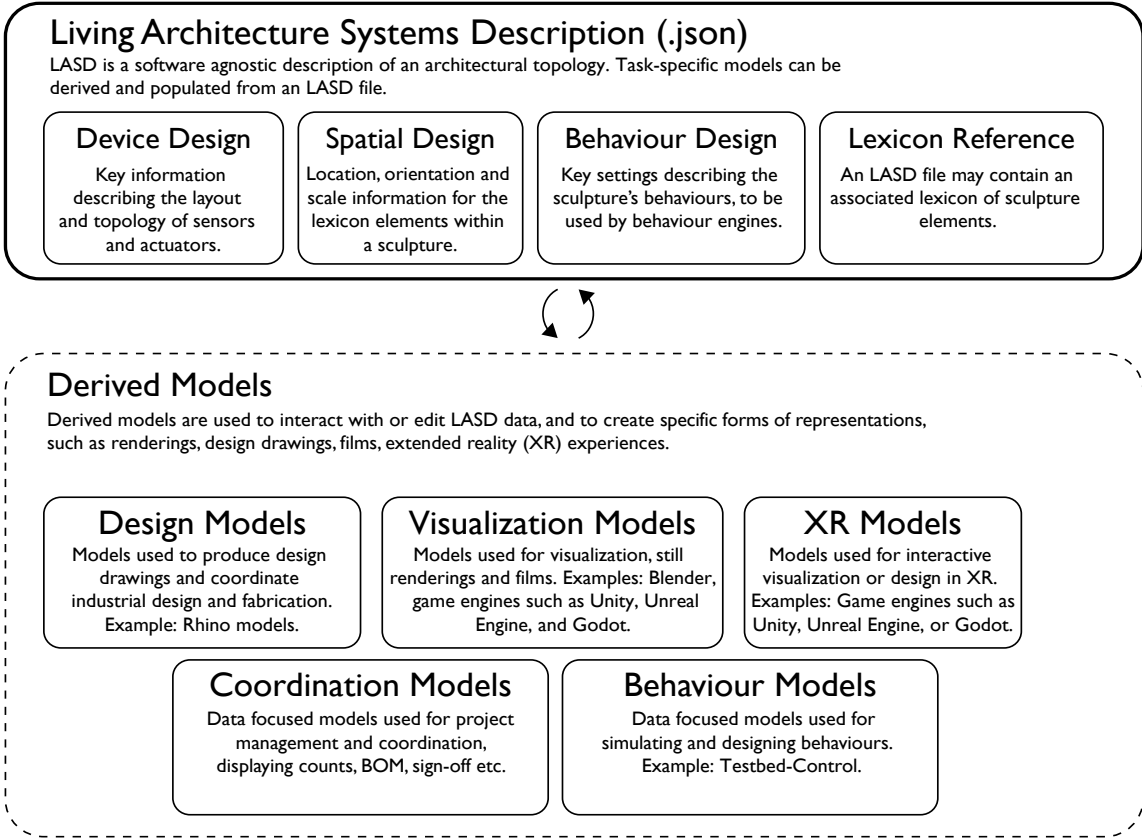 Living Architecture Systems Description (.json)
LASD is a software agnostic description of an architectural topology. Task-specific models can be
derived and populated from an LASD file.
Device Design
Key information
describing the layout
and topology of sensors
and actuators.
Spatial Design
Location, orientation and
scale information for the
lexicon elements within
a sculpture.
Behaviour Design
Key settings describing the
sculpture’s behaviours, to be
used by behaviour engines.
Lexicon Reference
An LASD file may contain an
associated lexicon of sculpture
elements.
Derived Models
Derived models are used to interact with or edit LASD data, and to create specific forms of representations,
such as renderings, design drawings, films, extended reality (XR) experiences.
Design Models
Models used to produce design
drawings and coordinate
industrial design and fabrication.
Example: Rhino models.
Visualization Models
Models used for visualization, still
renderings and films. Examples: Blender,
game engines such as Unity, Unreal
Engine, and Godot.
XR Models
Models used for interactive
visualization or design in XR.
Examples: Game engines such as
Unity, Unreal Engine, or Godot.
Coordination Models
Data focused models used for project
management and coordination,
displaying counts, BOM, sign-off etc.
Behaviour Models
Data focused models used for
simulating and designing behaviours.
Example: Testbed-Control.